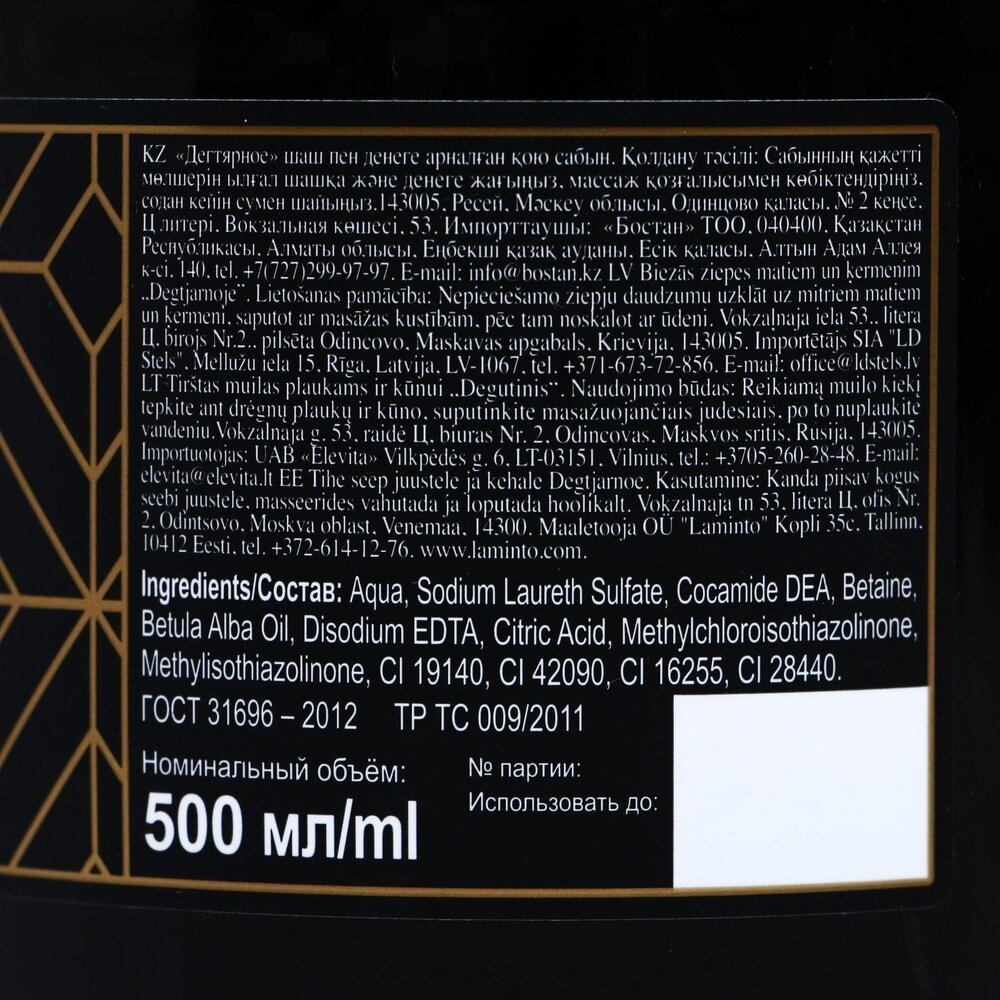 KZ «Дегтярное» шаш пен денеге арналған қою сабын. Қолдану тәсілі: Сабынның қажетті
мөлшерін ылғал шашқа және денеге жағыңыз, массаж қозғалысымен көбіктендіріңіз,
содан кейін сумен шайыңыз.143005, Ресей, Мәскеу облысы, Одинцово қаласы, № 2 кеңсе,
Ц литері, Вокзальная көшесі, 53. Импорттаушы: «Бостан» ТОО, 040400, Қазақстан
Республикасы, Алматы облысы, Еңбекші қазақ ауданы, Есік қаласы, Алтын Адам Аллея
к-сі, 140, tel. +7(727)299-97-97, E-mail: info@bostan.kz LV Biezās ziepes matiem un ķermenim
„Degtjarnoje”. Lietošanas pamācība: Nepieciešamo ziepju daudzumu uzklāt uz mitriem matiem
un ķermeni, saputot ar masāžas kustībām, pēc tam noskalot ar ūdeni. Vokzaļnaja iela 53., litera
Ц, birojs Nr.2., pilsēta Odincovo, Maskavas apgabals, Krievija, 143005. Importētājs SIA "LD
Stels", Mellužu iela 15, Rīga, Latvija, LV-1067, tel. +371-673-72-856. E-mail: office@ldstels.lv
LT Tirštas muilas plaukams ir kūnui „Degutinis”. Naudojimo būdas: Reikiamą muilo kiekį
tepkite ant drėgnų plaukų ir kūno, suputinkite masažuojančiais judesiais, po to nuplaukite
vandeniu.Vokzalnaja g. 53, raidė Ц, biuras Nr. 2, Odincovas, Maskvos sritis, Rusija, 143005.
Importuotojas: UAB «Elevita» Vilkpėdės g. 6, LT-03151, Vilnius, tel.: +3705-260-28-48, E-mail:
elevita@elevita.lt EE Tihe seep juustele ja kehale Degtjarnoe. Kasutamine: Kanda piisav kogus
seebi juustele, masseerides vahutada ja loputada hoolikalt. Vokzalnaja tn 53, litera Ц, ofis Nr.
2, Odintsovo, Moskva oblast, Venemaa, 14300. Maaletooja OÜ "Laminto" Kopli 35c, Tallinn,
10412 Eesti, tel. +372-614-12-76, www.laminto.com.
Ingredients/Состав: Aqua, Sodium Laureth Sulfate, Cocamide DEA, Betaine,
Betula Alba Oil, Disodium EDTA, Citric Acid, Methylchloroisothiazolinone,
Methylisothiazolinone, CI 19140, CI 42090, CI 16255, CI 28440.
ГОСТ 31696 – 2012 ТР ТС 009/2011
Номинальный объём:
500 мл/ml
№ партии:
Использовать до: